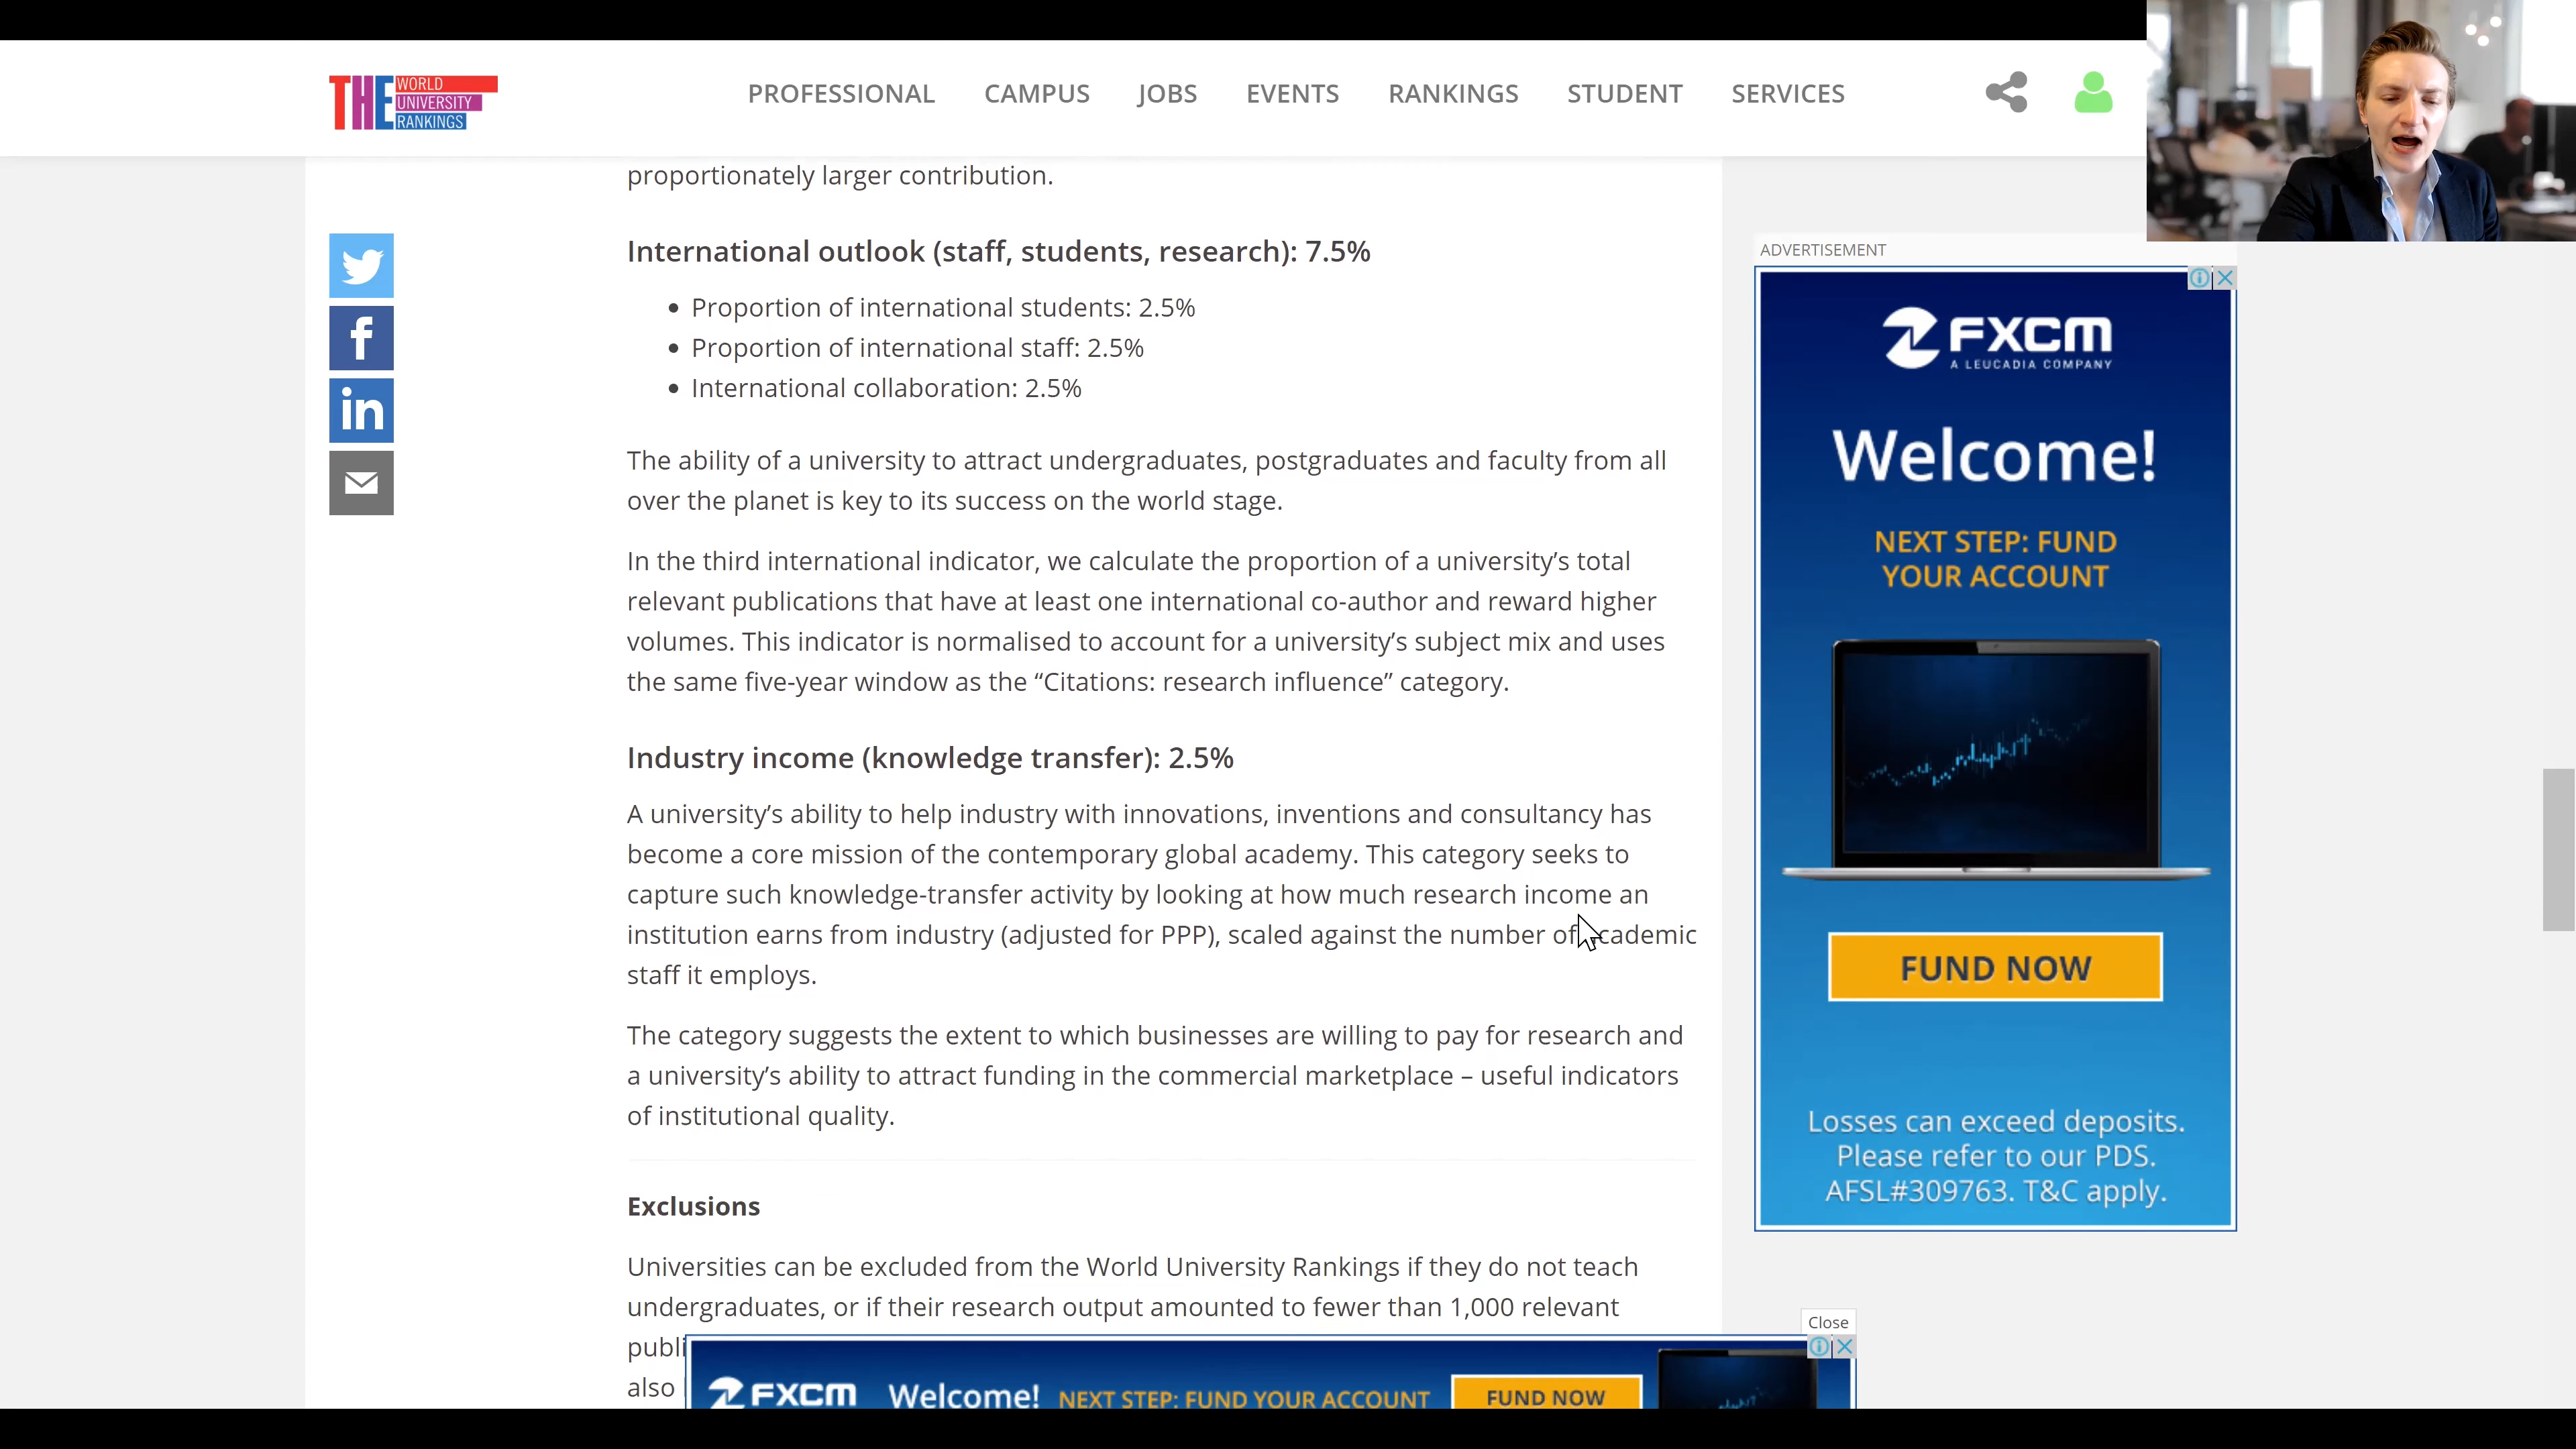 THE WORLD
UNIVERSITY
RANKINGS
PROFESSIONAL CAMPUS JOBS EVENTS RANKINGS STUDENT SERVICES
proportionately larger contribution.
International outlook (staff, students, research): 7.5%
• Proportion of international students: 2.5%
• Proportion of international staff: 2.5%
• International collaboration: 2.5%
The ability of a university to attract undergraduates, postgraduates and faculty from all
over the planet is key to its success on the world stage.
In the third international indicator, we calculate the proportion of a university’s total
relevant publications that have at least one international co-author and reward higher
volumes. This indicator is normalised to account for a university’s subject mix and uses
the same five-year window as the “Citations: research influence” category.
Industry income (knowledge transfer): 2.5%
A university’s ability to help industry with innovations, inventions and consultancy has
become a core mission of the contemporary global academy. This category seeks to
capture such knowledge-transfer activity by looking at how much research income an
institution earns from industry (adjusted for PPP), scaled against the number of academic
staff it employs.
The category suggests the extent to which businesses are willing to pay for research and
a university’s ability to attract funding in the commercial marketplace – useful indicators
of institutional quality.
Exclusions
Universities can be excluded from the World University Rankings if they do not teach
undergraduates, or if their research output amounted to fewer than 1,000 relevant
also
ADVERTISEMENT
FXCM
A LEUCADIA COMPANY
Welcome!
NEXT STEP: FUND
YOUR ACCOUNT
FUND NOW
Losses can exceed deposits.
Please refer to our PDS.
AFSL#309763. T&C apply.
Close
FXCM Welcome! NEXT STEP: FUND YOUR ACCOUNT FUND NOW